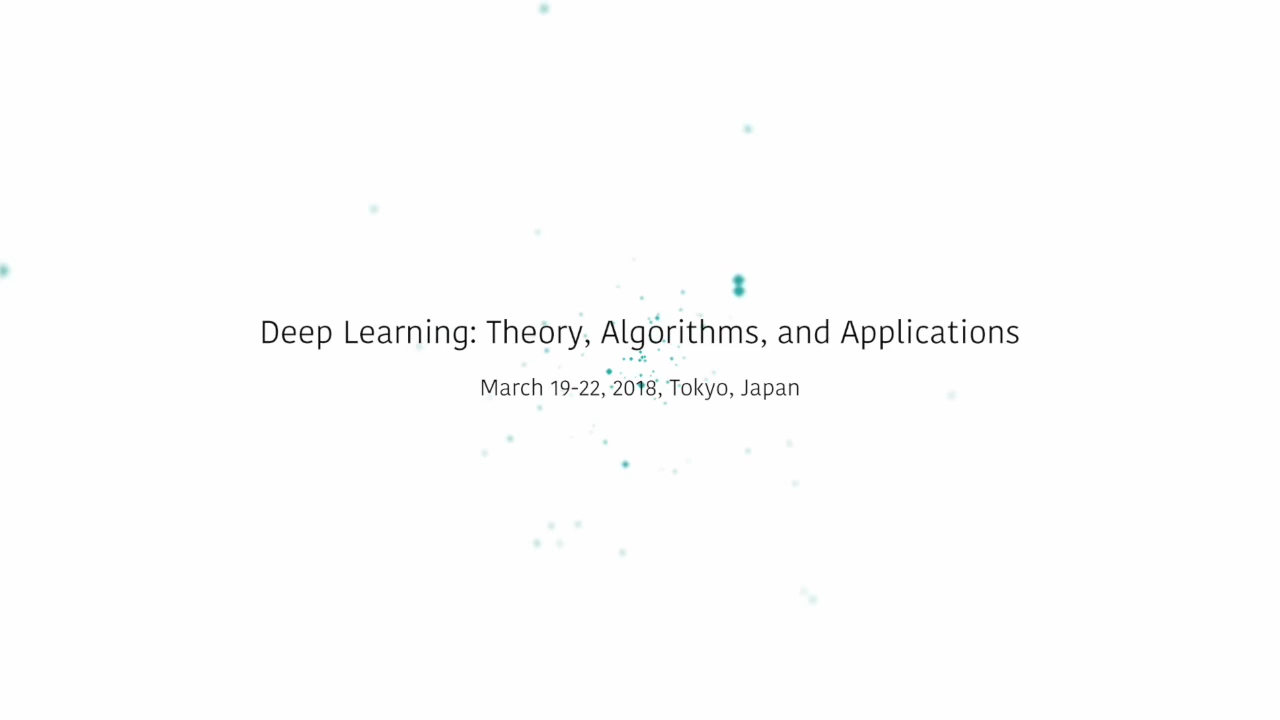 Deep Learning: Theory, Algorithms, and Applications
March 19-22, 2018, Tokyo, Japan